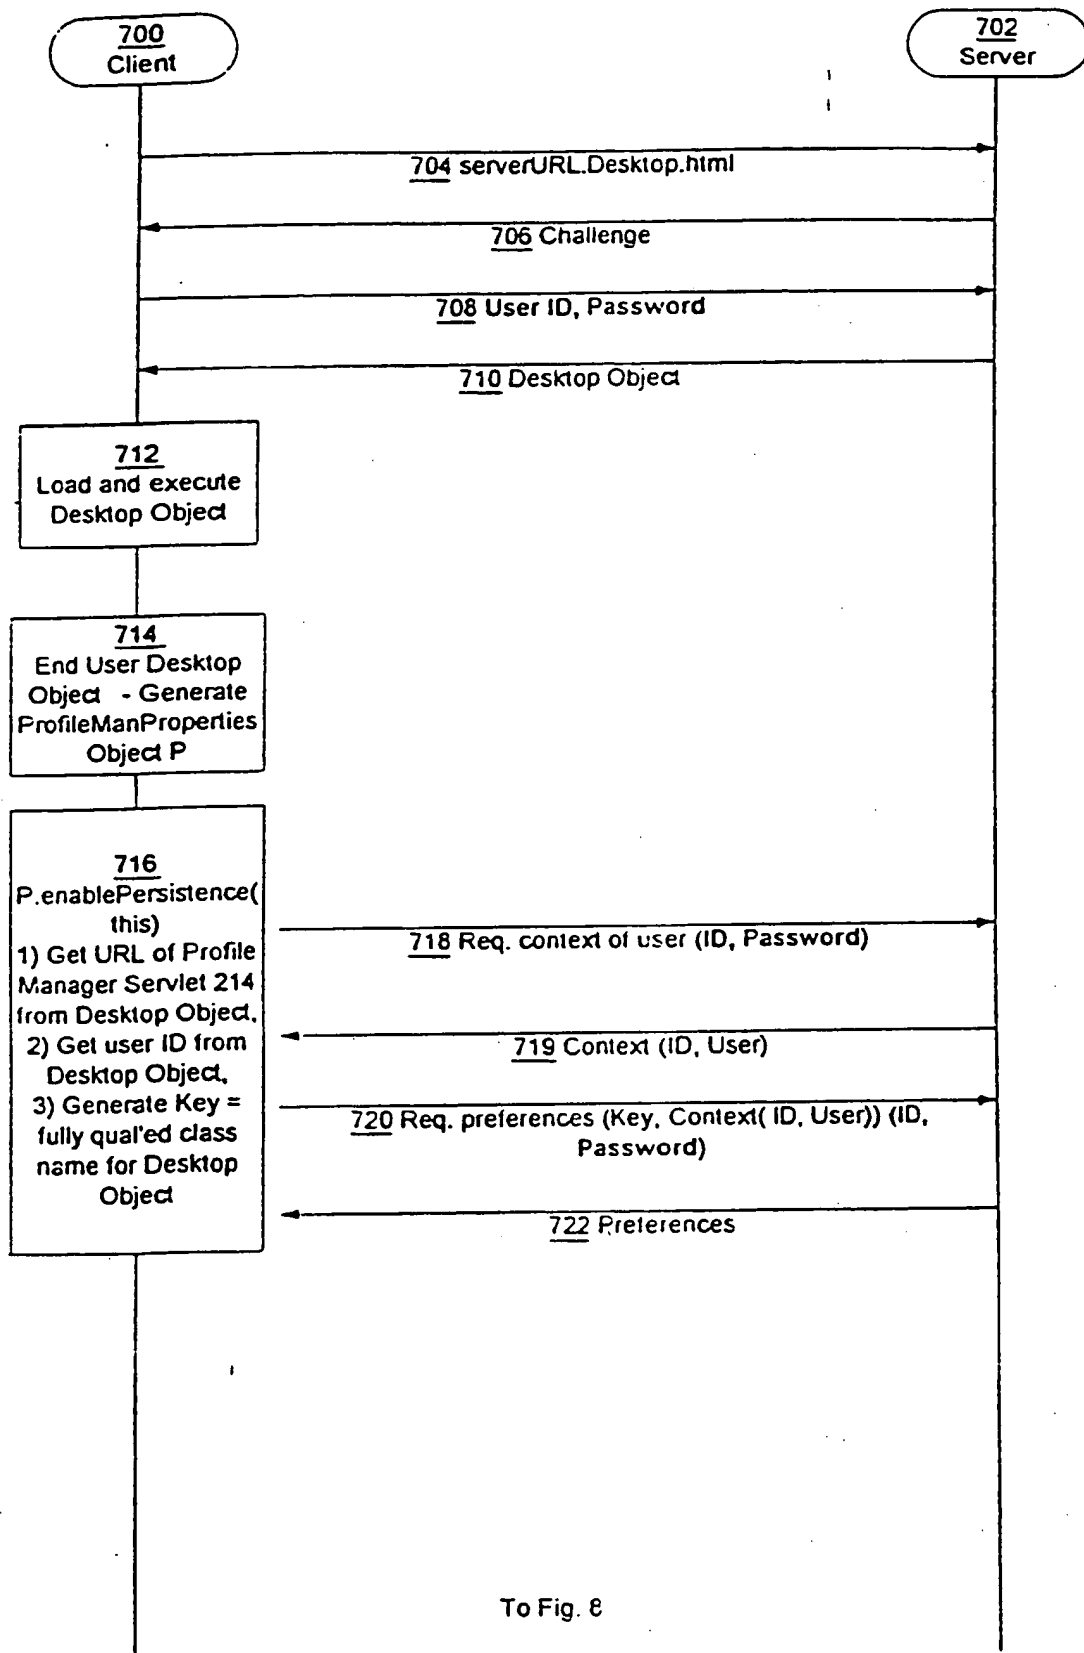 700
Client
702
Server
704 serverURL.Desktop.html
706 Challenge
708 User ID, Password
710 Desktop Object
712
Load and execute
Desktop Object
714
End User Desktop
Object - Generate
ProfileManProperties
Object P
716
P.enablePersistence(
this)
1) Get URL of Profile
Manager Servlet 214
from Desktop Object,
2) Get user ID from
Desktop Object,
3) Generate Key =
fully qual'ed class
name for Desktop
Object
718 Req. context of user (ID, Password)
719 Context (ID, User)
720 Req. preferences (Key, Context( ID, User)) (ID,
Password)
722 Preferences
To Fig. 8